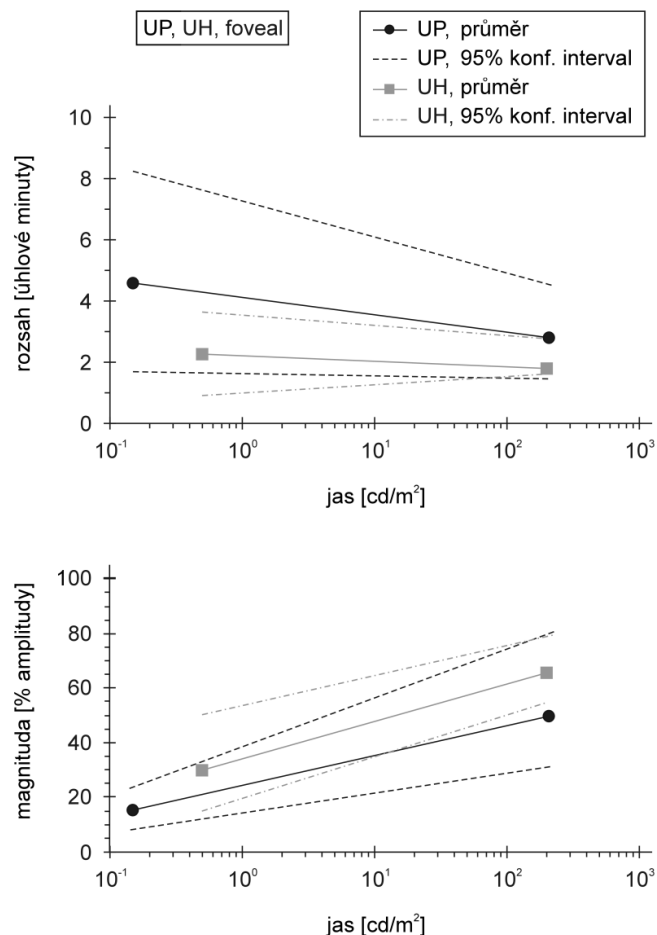 UP, UH, foveal
UP, průměr
UP, 95% konf. interval
UH, průměr
UH, 95% konf. interval
rozsah [úhlové minuty]
10
8
6
4
2
0
10⁻¹ 10⁰ 10¹ 10² 10³
jas [cd/m²]
magnituda [% amplitudy]
100
80
60
40
20
0
10⁻¹ 10⁰ 10¹ 10² 10³
jas [cd/m²]